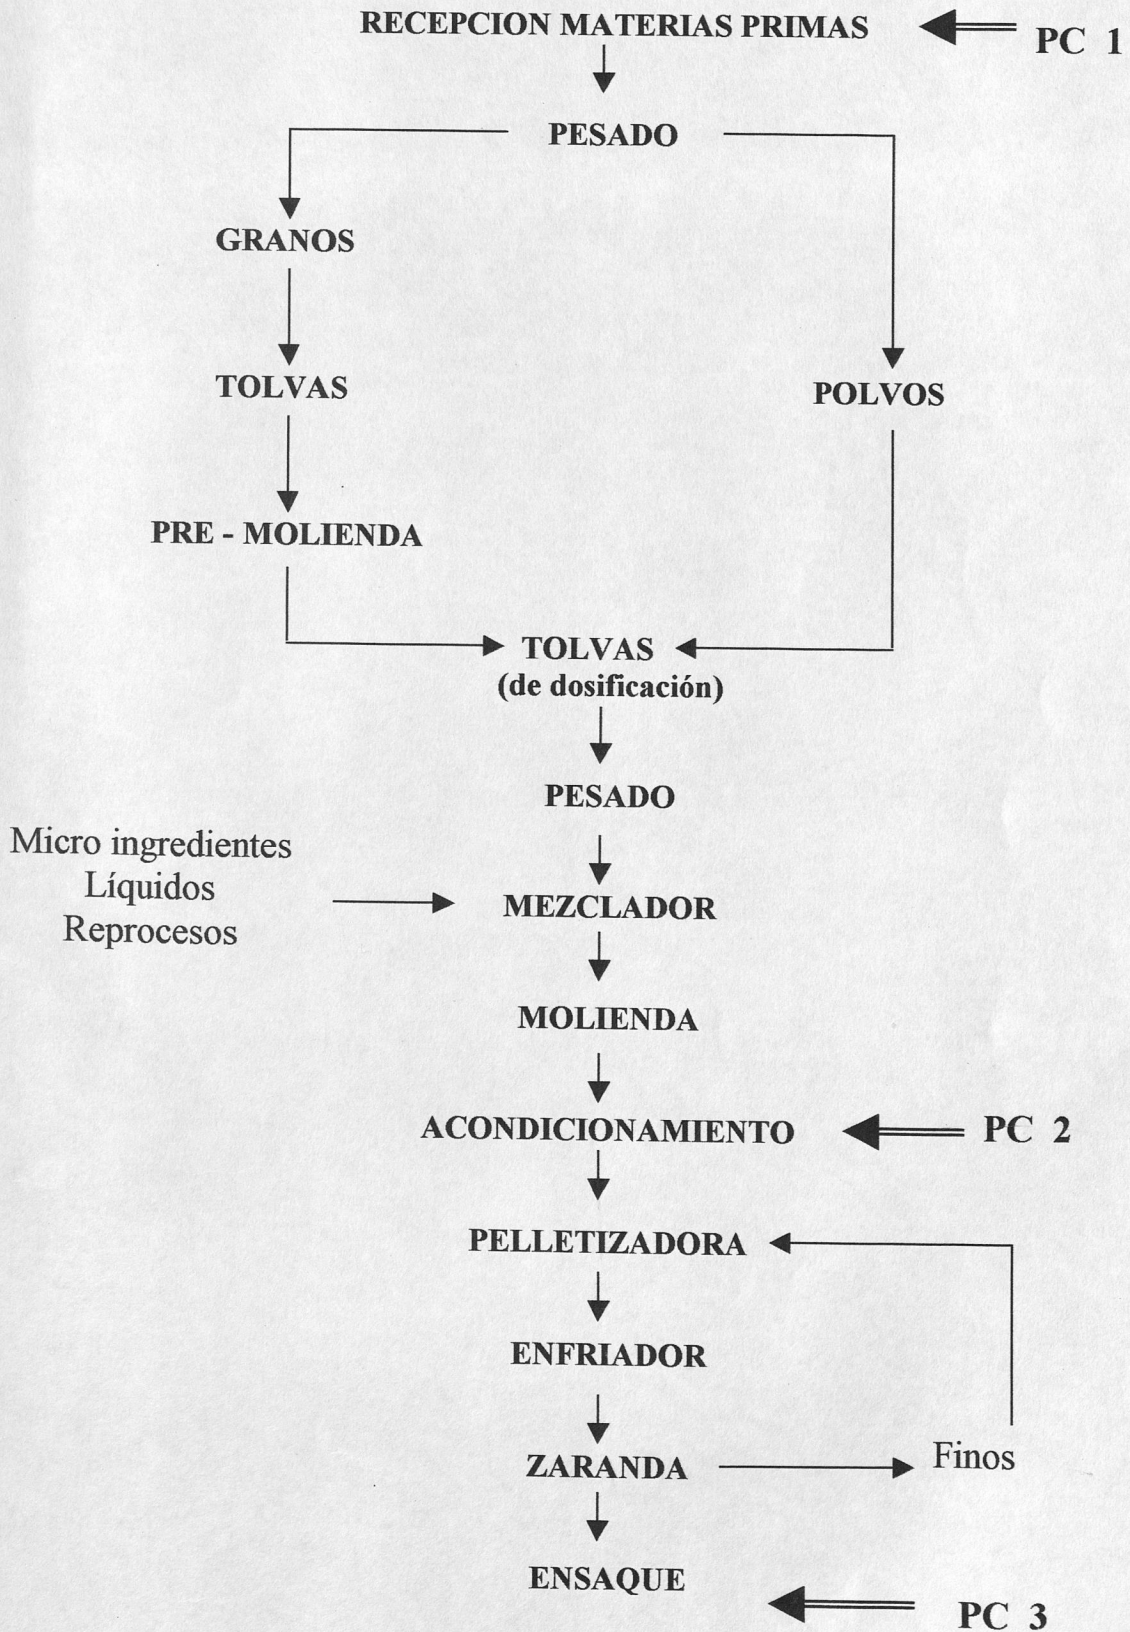 RECEPCION MATERIAS PRIMAS
PC 1
PESADO
GRANOS
TOLVAS
POLVOS
PRE - MOLIENDA
TOLVAS
(de dosificación)
PESADO
Micro ingredientes
Líquidos
Reprocesos
MEZCLADOR
MOLIENDA
ACONDICIONAMIENTO
PC 2
PELLETIZADORA
ENFRIADOR
ZARANDA
Finos
ENSAQUE
PC 3